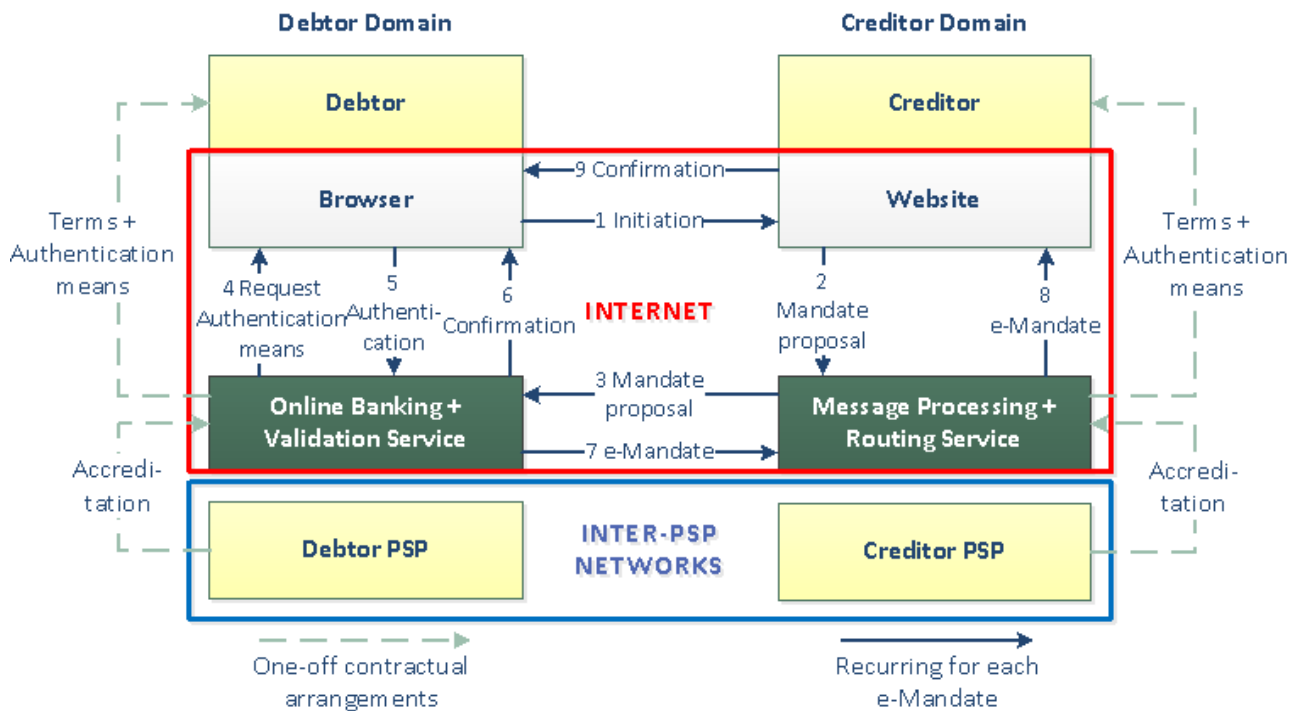 Debtor Domain
Creditor Domain
Debtor
Creditor
9 Confirmation
Browser
Website
1 Initiation
Terms +
Authentication
means
Terms +
Authentication
means
4 Request
Authentication
means
5
Authenti-
cation
6
Confirmation
INTERNET
2
Mandate
proposal
8
e-Mandate
3 Mandate
proposal
Online Banking +
Validation Service
Message Processing +
Routing Service
7 e-Mandate
Accredi-
tation
Accredi-
tation
Debtor PSP
INTER-PSP
NETWORKS
Creditor PSP
One-off contractual
arrangements
Recurring for each
e-Mandate